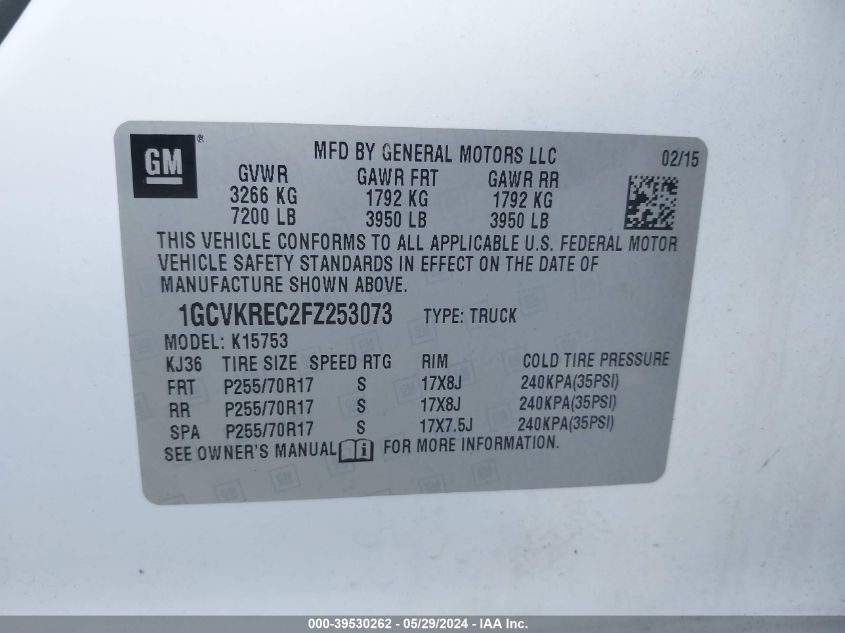 GM ®
MFD BY GENERAL MOTORS LLC 02/15
GVWR GAWR FRT GAWR RR
3266 KG 1792 KG 1792 KG
7200 LB 3950 LB 3950 LB
THIS VEHICLE CONFORMS TO ALL APPLICABLE U.S. FEDERAL MOTOR
VEHICLE SAFETY STANDARDS IN EFFECT ON THE DATE OF
MANUFACTURE SHOWN ABOVE.
1GCVKREC2FZ253073 TYPE: TRUCK
MODEL: K15753
KJ36 TIRE SIZE SPEED RTG RIM COLD TIRE PRESSURE
FRT P255/70R17 S 17X8J 240KPA(35PSI)
RR P255/70R17 S 17X8J 240KPA(35PSI)
SPA P255/70R17 S 17X7.5J 240KPA(35PSI)
SEE OWNER'S MANUAL i FOR MORE INFORMATION.
000-39530262 - 05/29/2024 - IAA Inc.